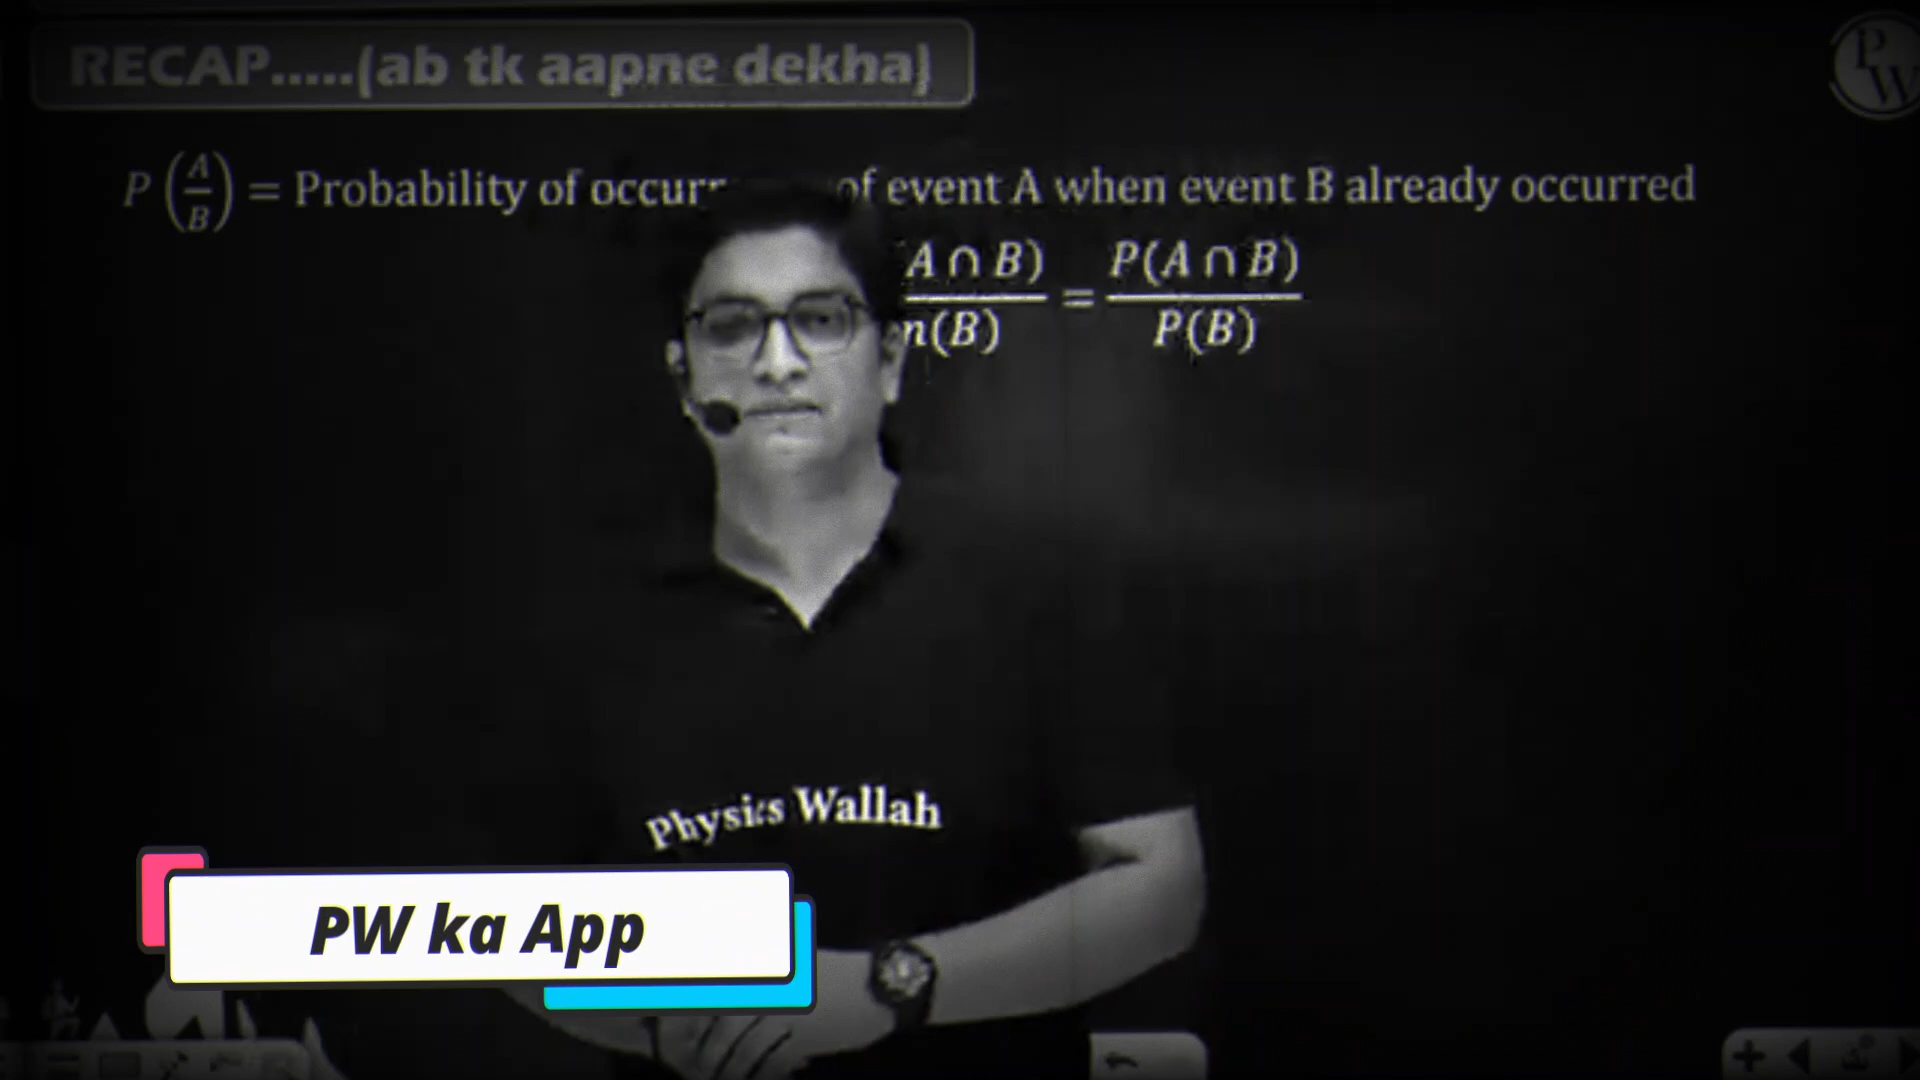 RECAP.....(ab tk aapne dekha)
P W
P(A/B) = Probability of occurr of event A when event B already occurred
A ∩ B) / n(B) = P(A ∩ B) / P(B)
Physics Wallah
PW ka App